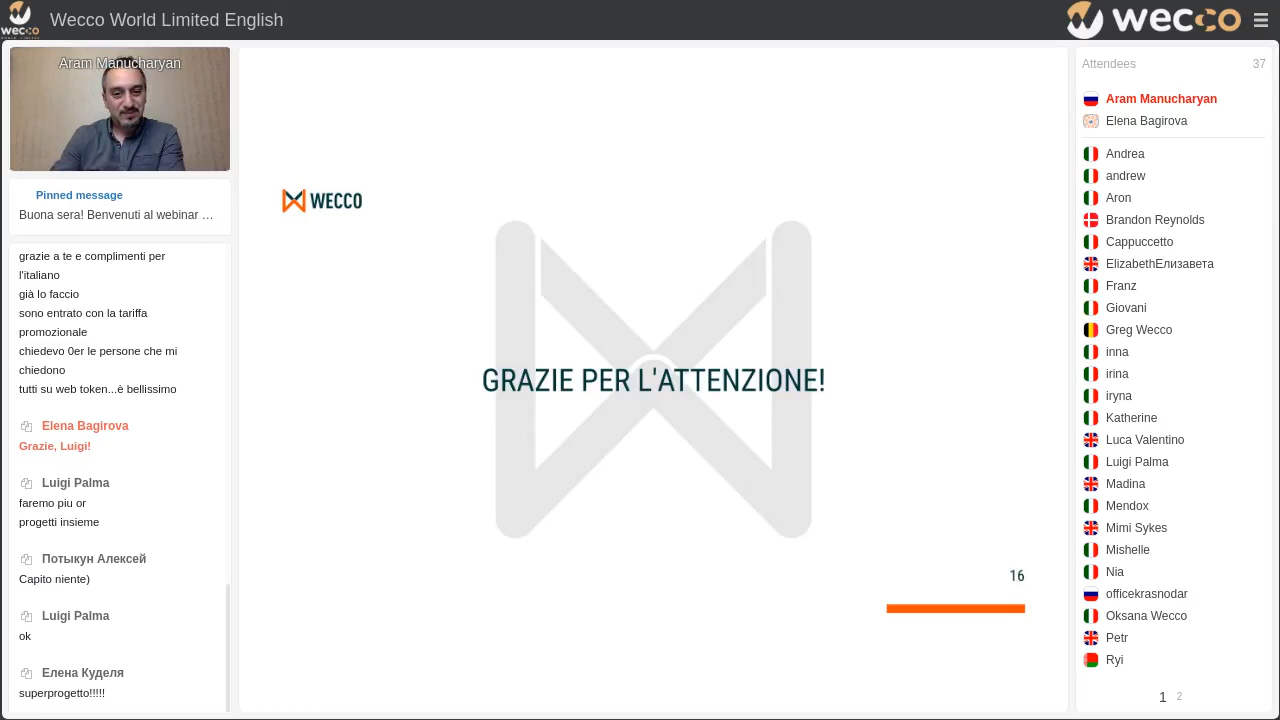 wecco
WORLD LIMITED
Wecco World Limited English
wecco
Aram Manucharyan
Pinned message
Buona sera! Benvenuti al webinar …
grazie a te e complimenti per
l'italiano
già lo faccio
sono entrato con la tariffa
promozionale
chiedevo 0er le persone che mi
chiedono
tutti su web token...è bellissimo
Elena Bagirova
Grazie, Luigi!
Luigi Palma
faremo piu or
progetti insieme
Потыкун Алексей
Capito niente)
Luigi Palma
ok
Елена Куделя
superprogetto!!!!!
WECCO
GRAZIE PER L'ATTENZIONE!
16
Attendees 37
Aram Manucharyan
Elena Bagirova
Andrea
andrew
Aron
Brandon Reynolds
Cappuccetto
ElizabethЕлизавета
Franz
Giovani
Greg Wecco
inna
irina
iryna
Katherine
Luca Valentino
Luigi Palma
Madina
Mendox
Mimi Sykes
Mishelle
Nia
officekrasnodar
Oksana Wecco
Petr
Ryi
1 2